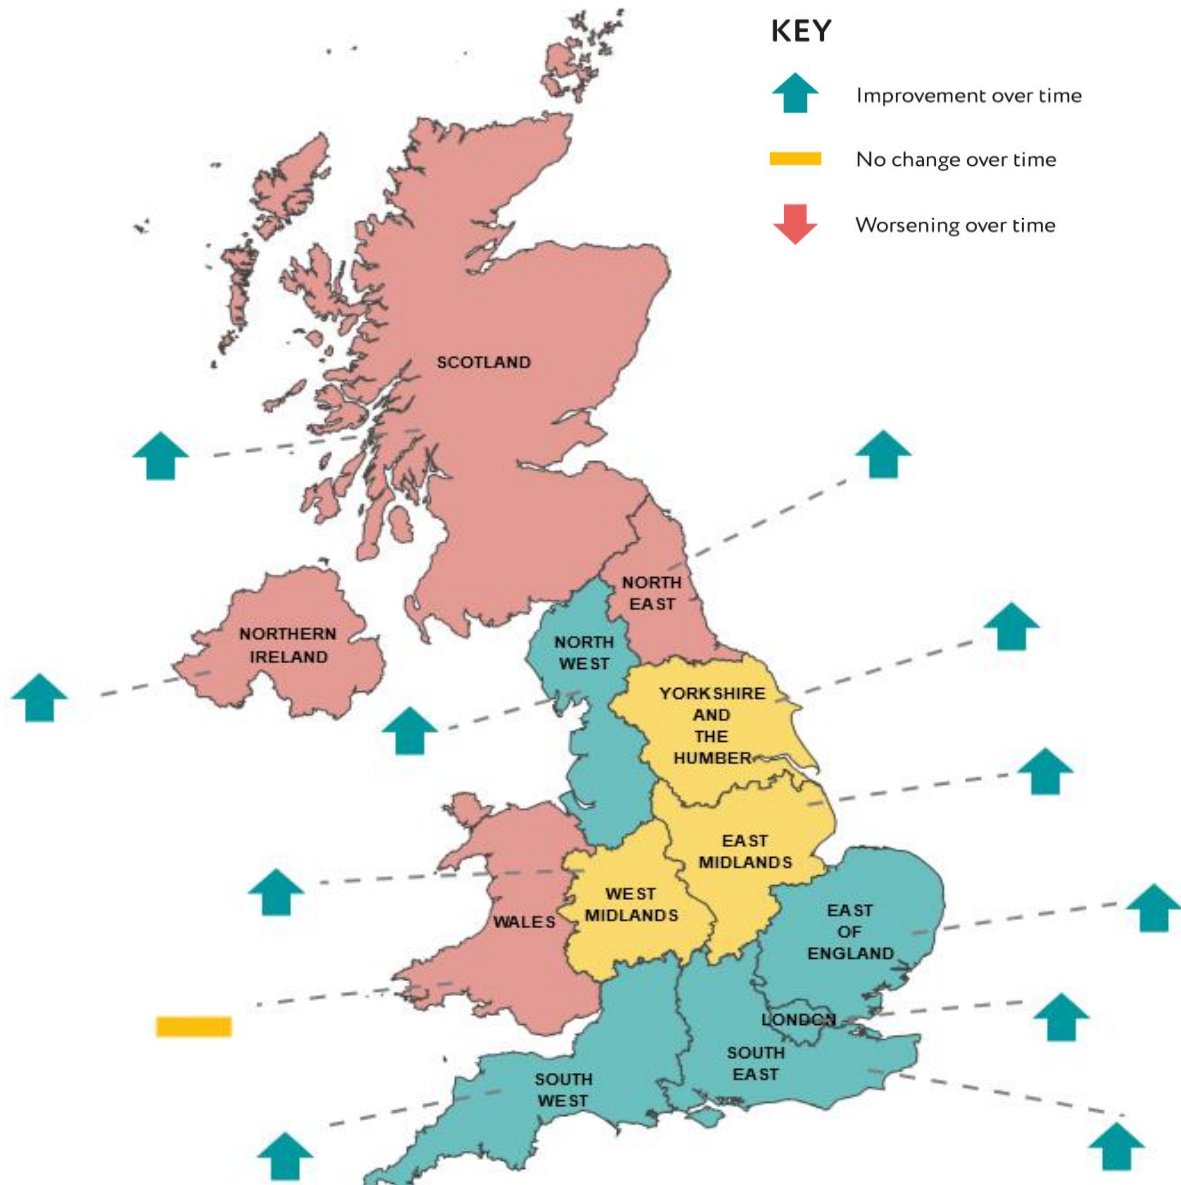 KEY
Improvement over time
No change over time
Worsening over time
SCOTLAND
NORTH
EAST
NORTHERN
IRELAND
NORTH
WEST
YORKSHIRE
AND
THE
HUMBER
EAST
MIDLANDS
WEST
MIDLANDS
WALES
EAST
OF
ENGLAND
LONDON
SOUTH
EAST
SOUTH
WEST